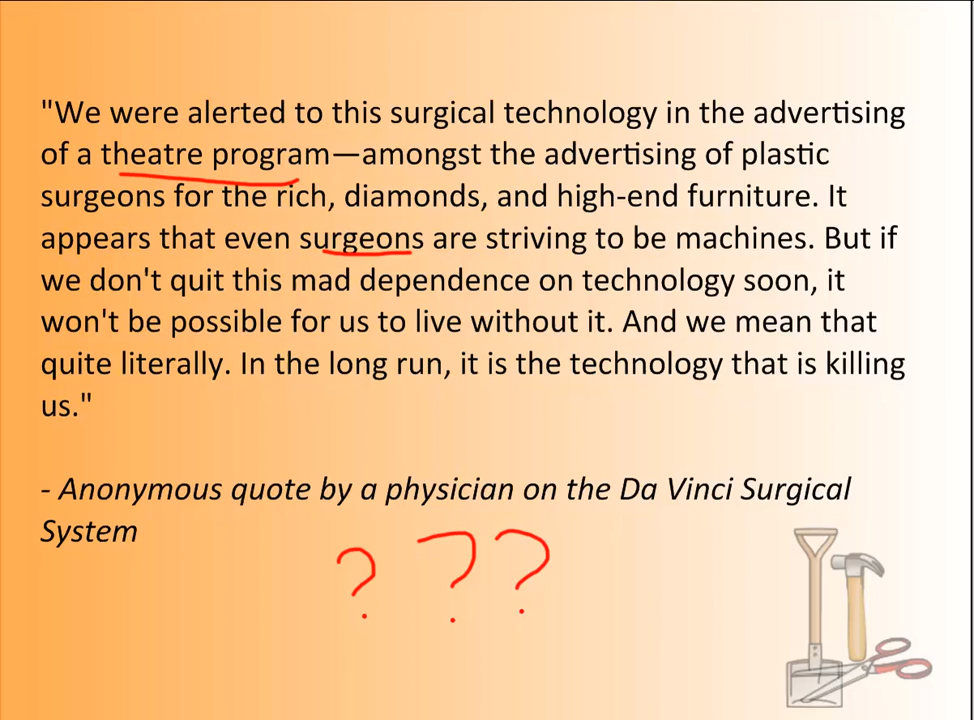 "We were alerted to this surgical technology in the advertising
of a theatre program—amongst the advertising of plastic
surgeons for the rich, diamonds, and high-end furniture. It
appears that even surgeons are striving to be machines. But if
we don't quit this mad dependence on technology soon, it
won't be possible for us to live without it. And we mean that
quite literally. In the long run, it is the technology that is killing
us."
- Anonymous quote by a physician on the Da Vinci Surgical
System
? ? ?